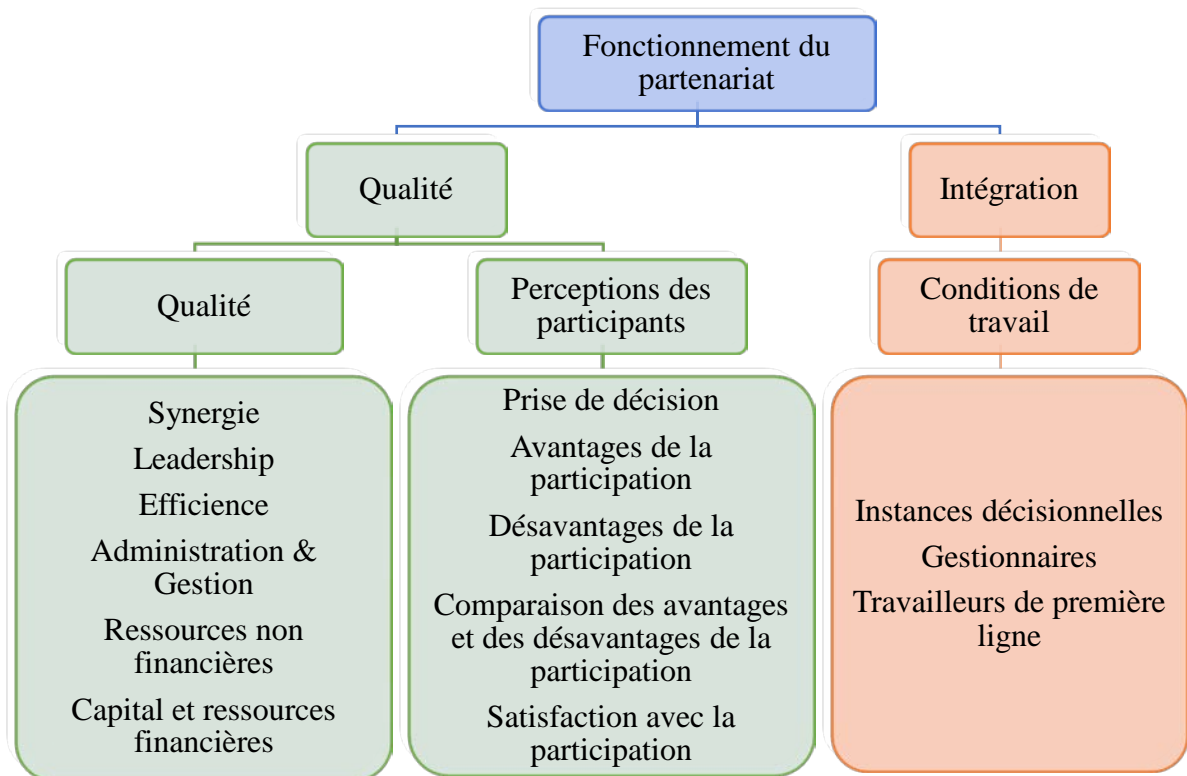 Fonctionnement du
partenariat
Qualité
Intégration
Qualité
Perceptions des
participants
Conditions de
travail
Synergie
Leadership
Efficience
Administration &
Gestion
Ressources non
financières
Capital et ressources
financières
Prise de décision
Avantages de la
participation
Désavantages de la
participation
Comparaison des avantages
et des désavantages de la
participation
Satisfaction avec la
participation
Instances décisionnelles
Gestionnaires
Travailleurs de première
ligne